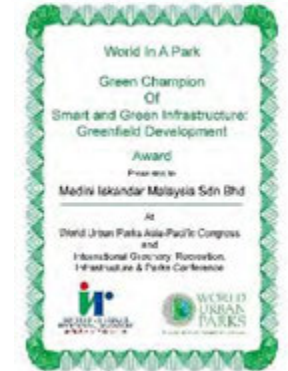 World In A Park
Green Champion
Of
Smart and Green Infrastructure:
Greenfield Development
Award
Presented to
Medini Iskandar Malaysia Sdn Bhd
At
World Urban Parks Asia-Pacific Congress
and
International Greenery, Recreation,
Infrastructure & Parks Conference
WORLD
URBAN
PARKS